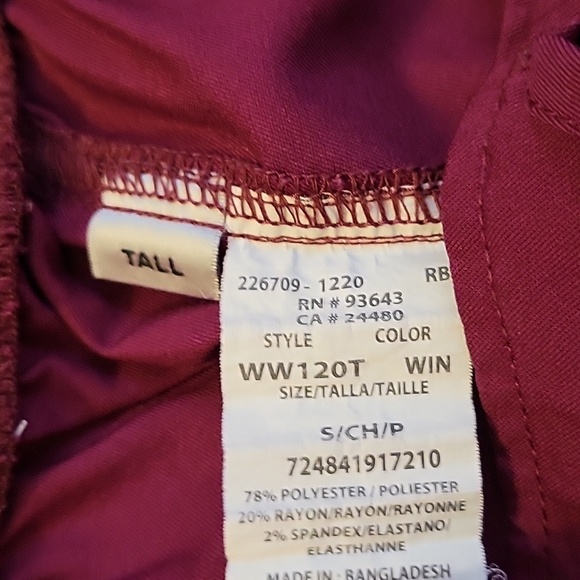 TALL
226709-1220 RB
RN # 93643
CA # 24480
STYLE COLOR
WW120T WIN
SIZE/TALLA/TAILLE
S/CH/P
724841917210
78% POLYESTER / POLIESTER
20% RAYON/RAYON/RAYONNE
2% SPANDEX/ELASTANO/
ELASTHANNE
MADE IN: BANGLADESH